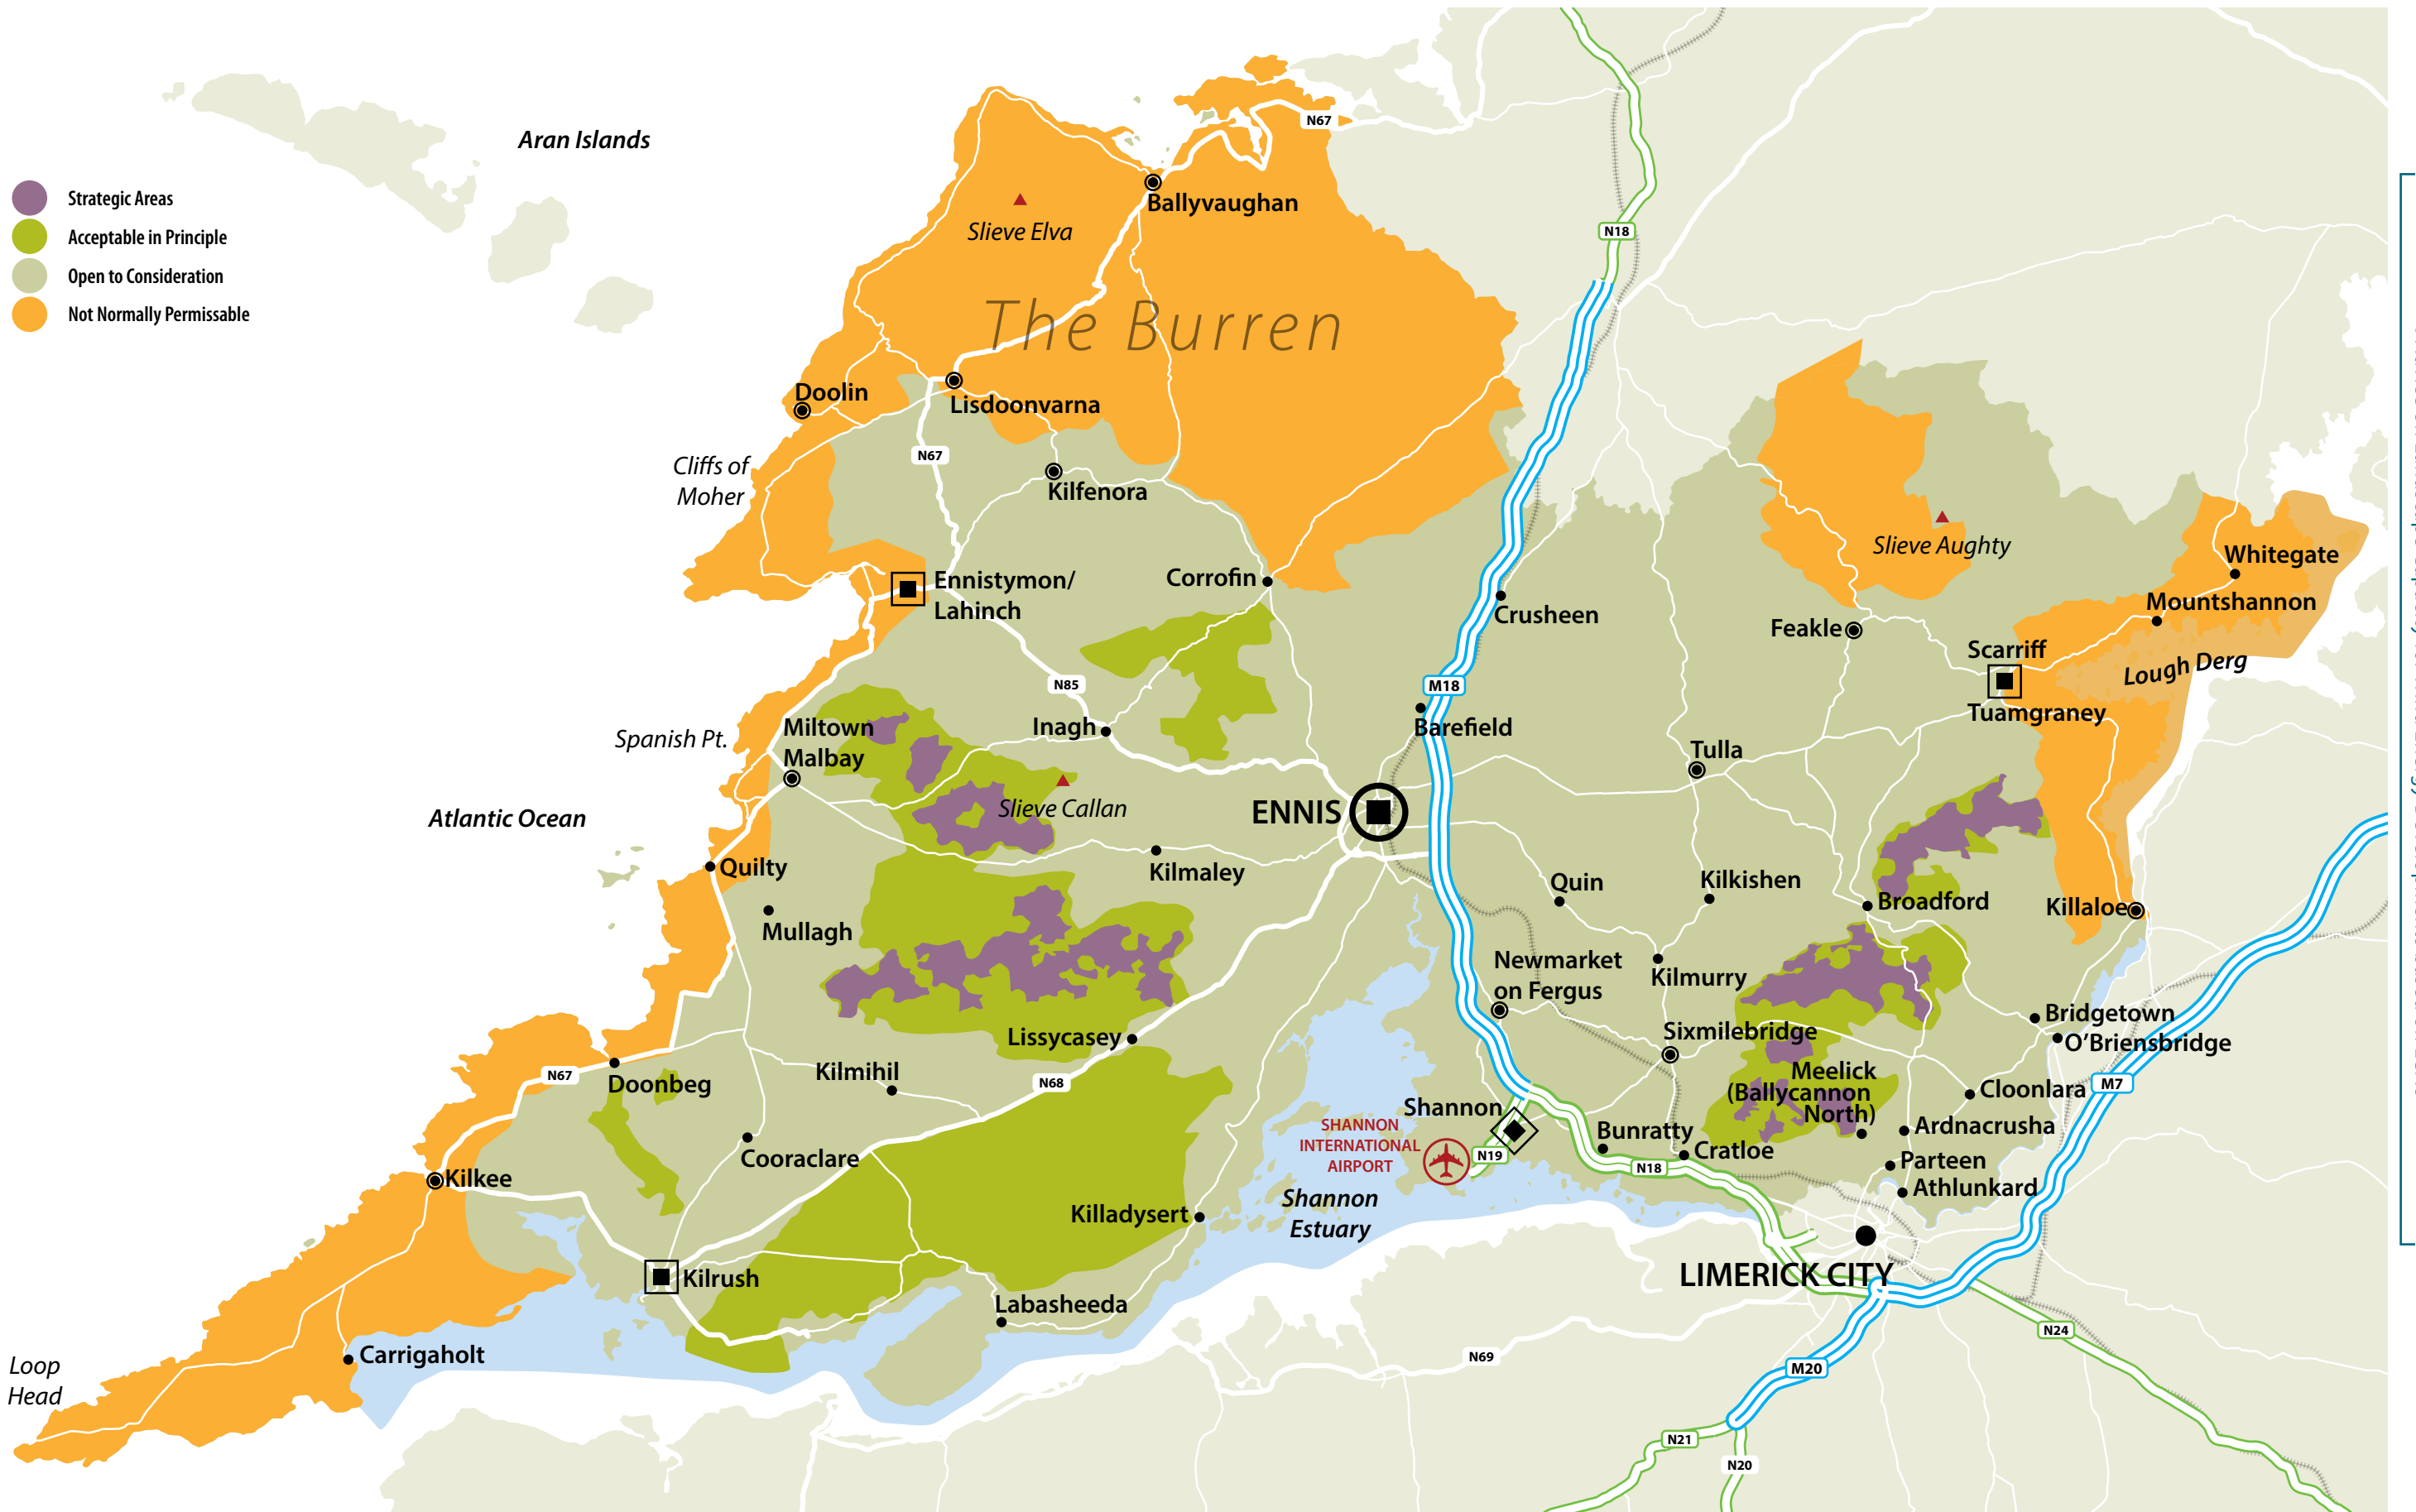 Aran Islands
Strategic Areas
Acceptable in Principle
Open to Consideration
Not Normally Permissable
N67
Ballyvaughan
Slieve Elva
N18
The Burren
Doolin
Lisdoonvarna
N67
Cliffs of
Moher
Kilfenora
Slieve Aughty
Whitegate
Ennistymon/
Lahinch
Corrofin
Crusheen
Mountshannon
Feakle
Scarriff
Lough Derg
N85
M18
Tuamgraney
Spanish Pt.
Miltown
Malbay
Inagh
Barefield
Tulla
Atlantic Ocean
Slieve Callan
ENNIS
Quilty
Kilmaley
Quin
Kilkishen
Broadford
Killaloe
Mullagh
Newmarket
on Fergus
Kilmurry
Bridgetown
O'Briensbridge
Lissycasey
Sixmilebridge
N67
Doonbeg
Kilmihil
N68
Meelick
(Ballycannon
North)
Cloonlara
M7
Shannon
SHANNON
INTERNATIONAL
AIRPORT
N19
Bunratty
Cratloe
Ardnacrusha
Cooraclare
N18
Parteen
Athlunkard
Kilkee
Killadysert
Shannon
Estuary
Kilrush
LIMERICK CITY
Labasheeda
N24
Carrigaholt
N69
M20
Loop
Head
N21
N20